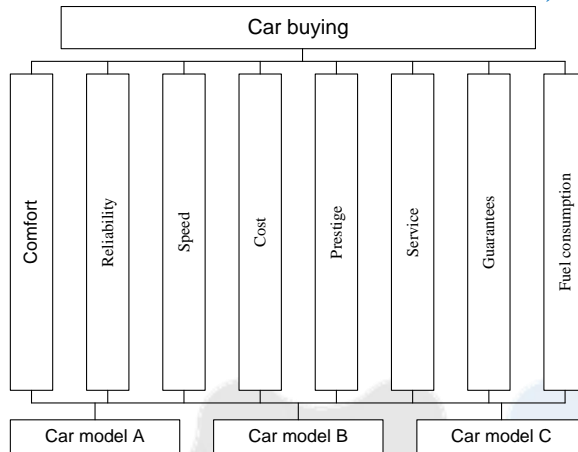 Car buying
Comfort
Reliability
Speed
Cost
Prestige
Service
Guarantees
Fuel consumption
Car model A
Car model B
Car model C